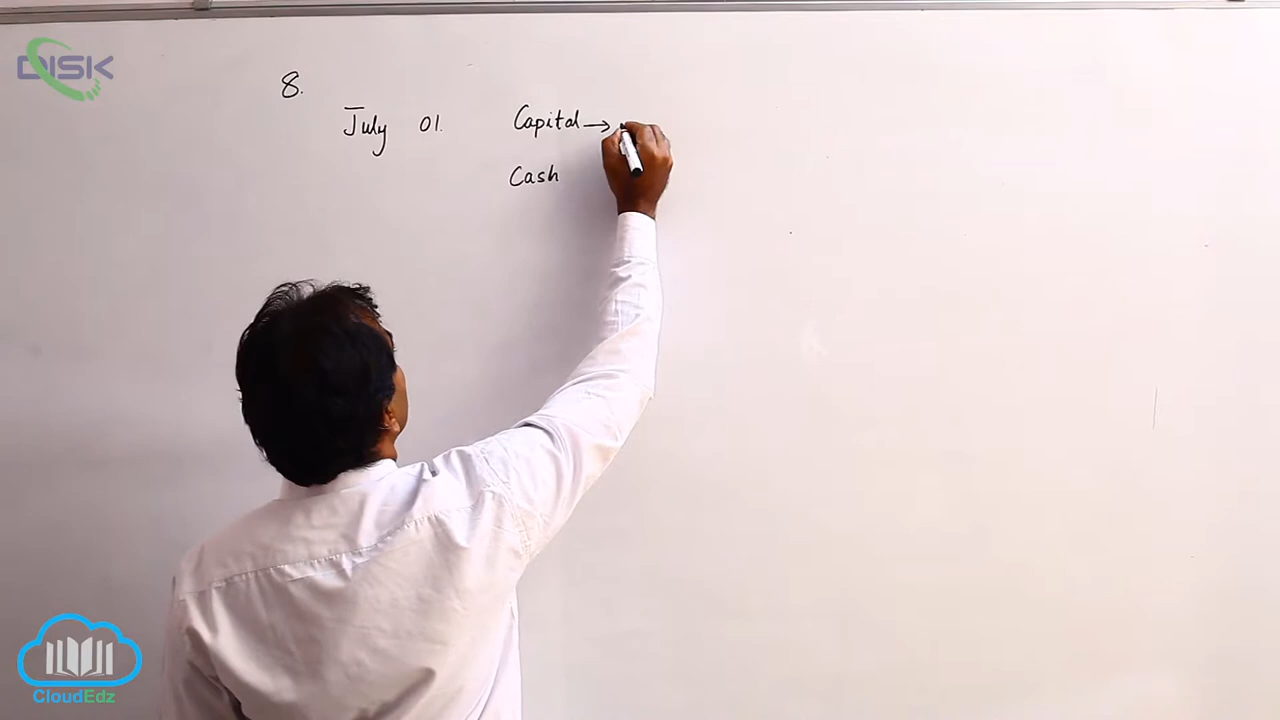 DISK
8.
July 01. Capital →
Cash
CloudEdz